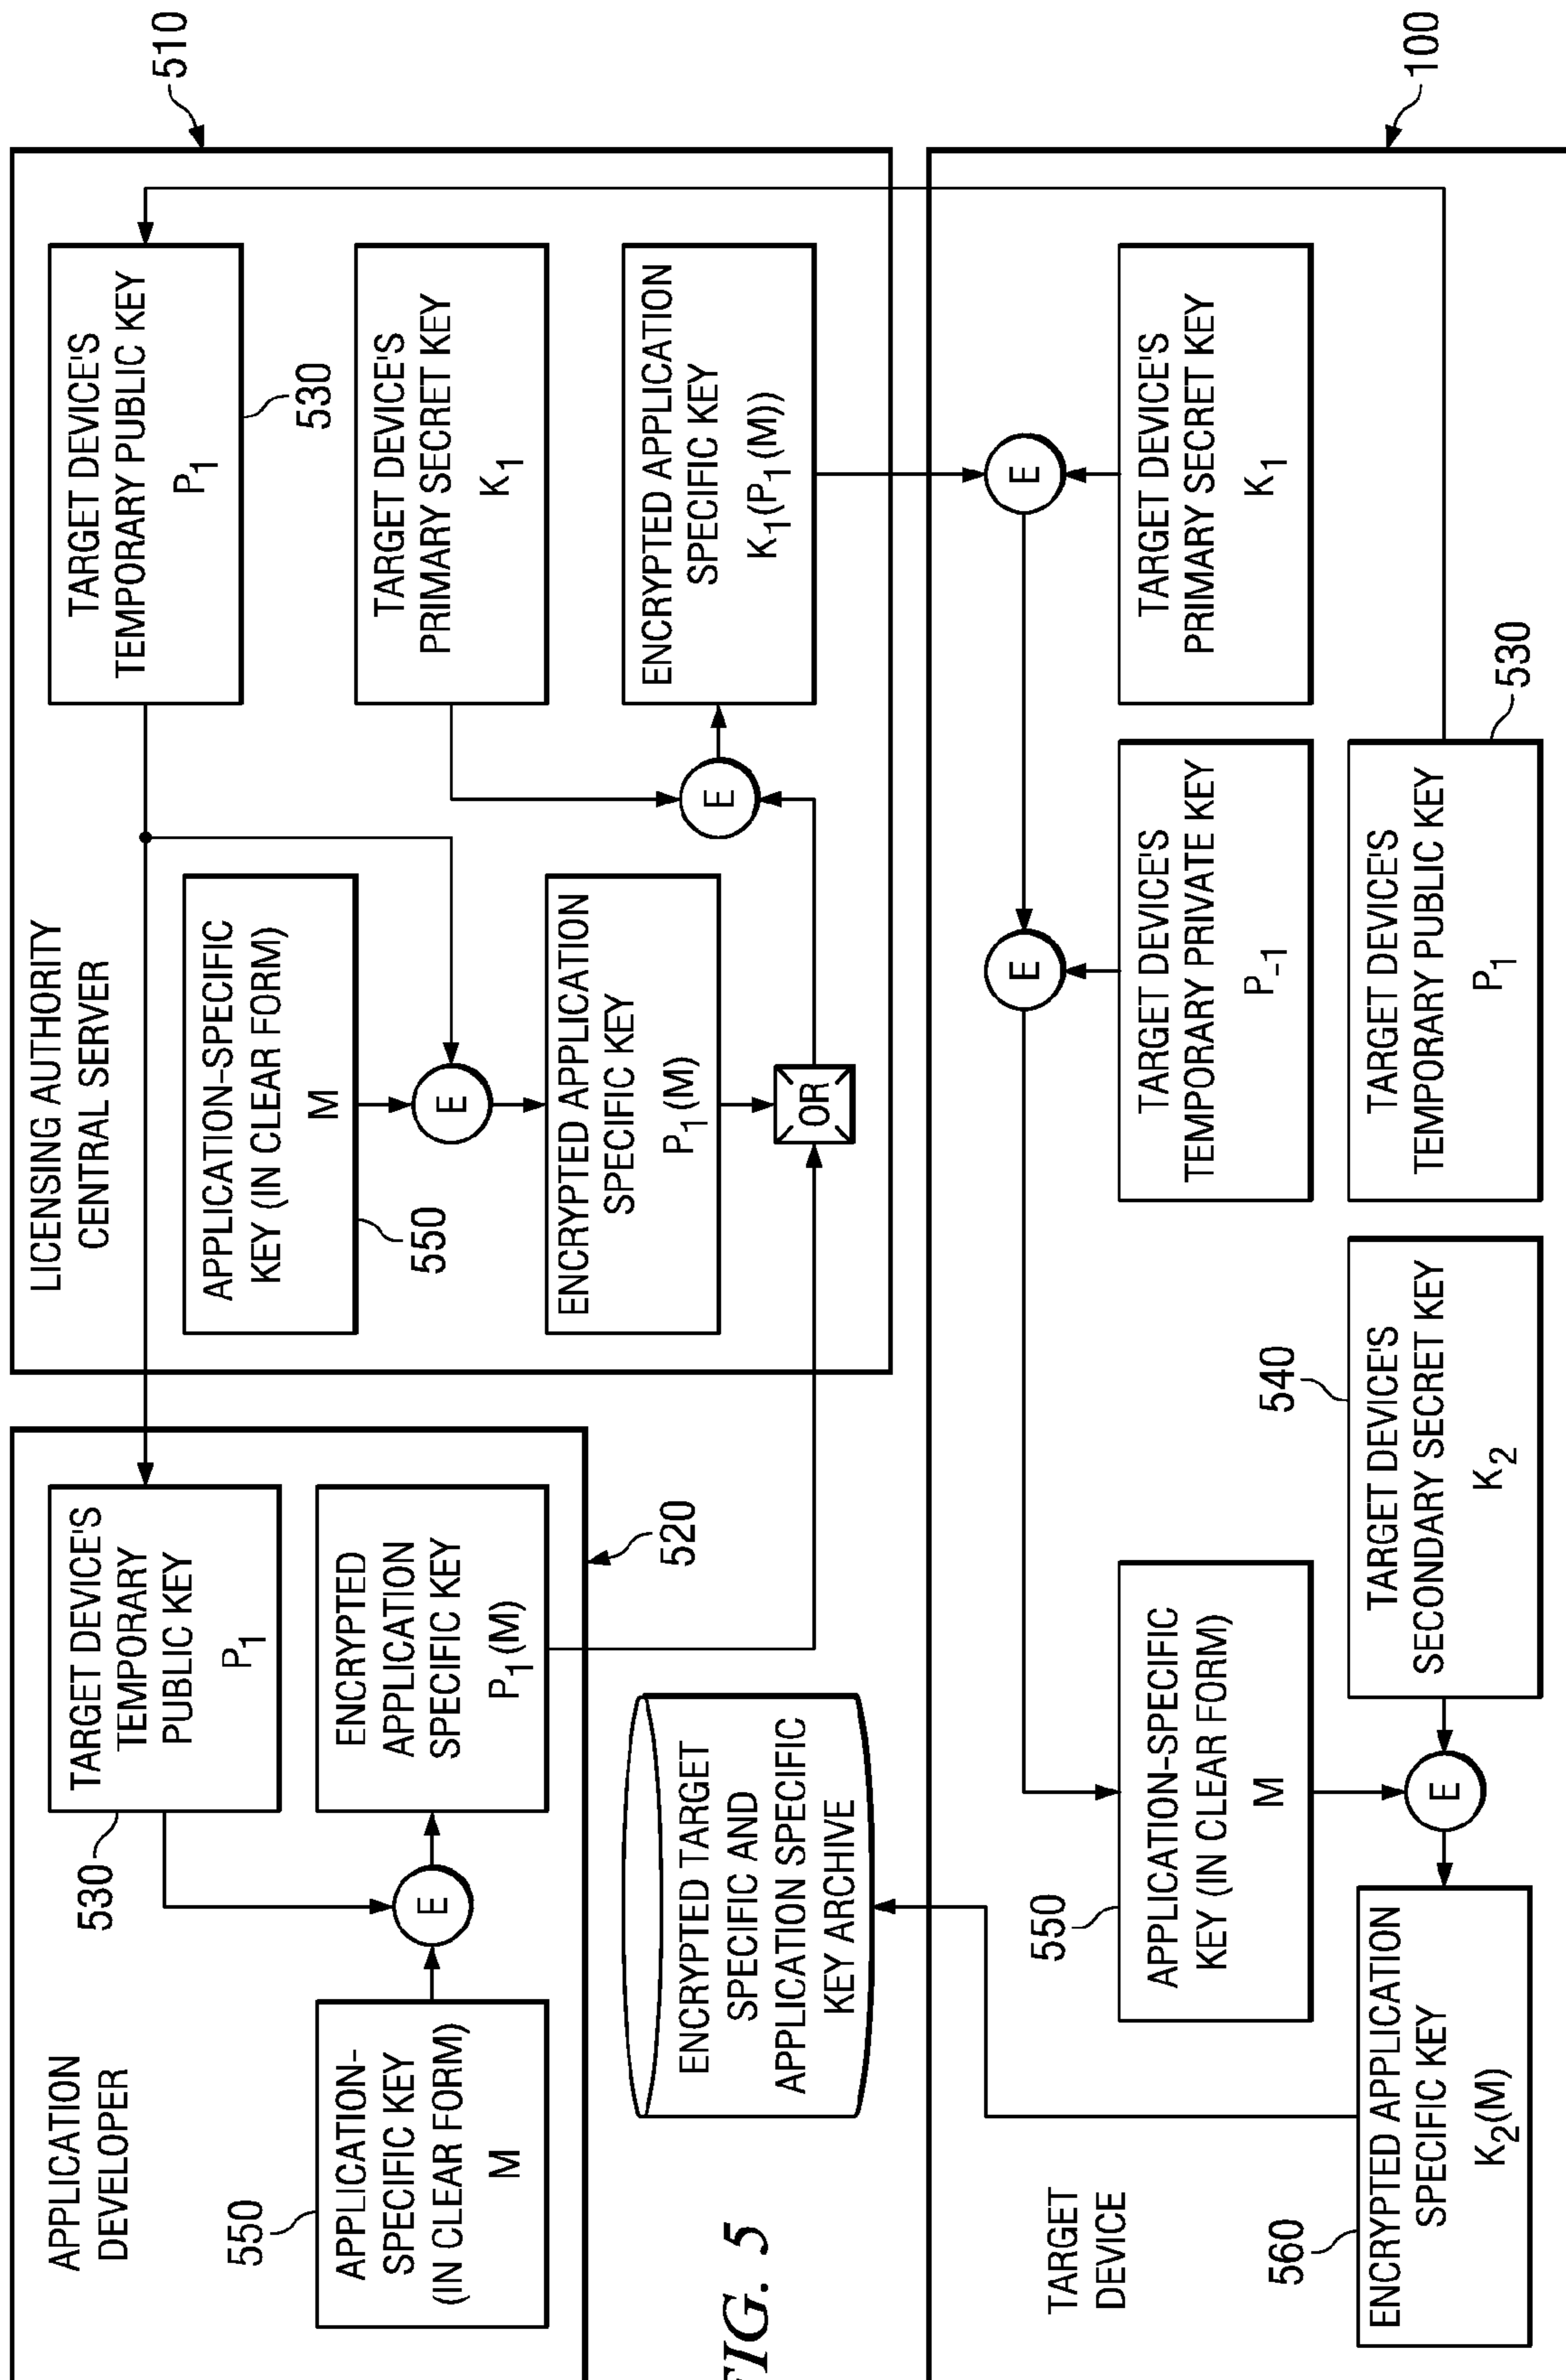 APPLICATION
DEVELOPER
550
APPLICATION-
SPECIFIC KEY
(IN CLEAR FORM)
M
E
530
TARGET DEVICE'S
TEMPORARY
PUBLIC KEY
P1
ENCRYPTED
APPLICATION
SPECIFIC KEY
P1(M)
520
LICENSING AUTHORITY
CENTRAL SERVER
510
APPLICATION-SPECIFIC
KEY (IN CLEAR FORM)
M
550
E
ENCRYPTED APPLICATION
SPECIFIC KEY
P1(M)
OR
TARGET DEVICE'S
TEMPORARY PUBLIC KEY
P1
530
TARGET DEVICE'S
PRIMARY SECRET KEY
K1
E
ENCRYPTED APPLICATION
SPECIFIC KEY
K1(P1(M))
ENCRYPTED TARGET
SPECIFIC AND
APPLICATION SPECIFIC
KEY ARCHIVE
FIG. 5
TARGET
DEVICE
100
E
E
550
APPLICATION-SPECIFIC
KEY (IN CLEAR FORM)
M
TARGET DEVICE'S
TEMPORARY PRIVATE KEY
P-1
TARGET DEVICE'S
PRIMARY SECRET KEY
K1
560
ENCRYPTED APPLICATION
SPECIFIC KEY
K2(M)
E
540
TARGET DEVICE'S
SECONDARY SECRET KEY
K2
TARGET DEVICE'S
TEMPORARY PUBLIC KEY
P1
530